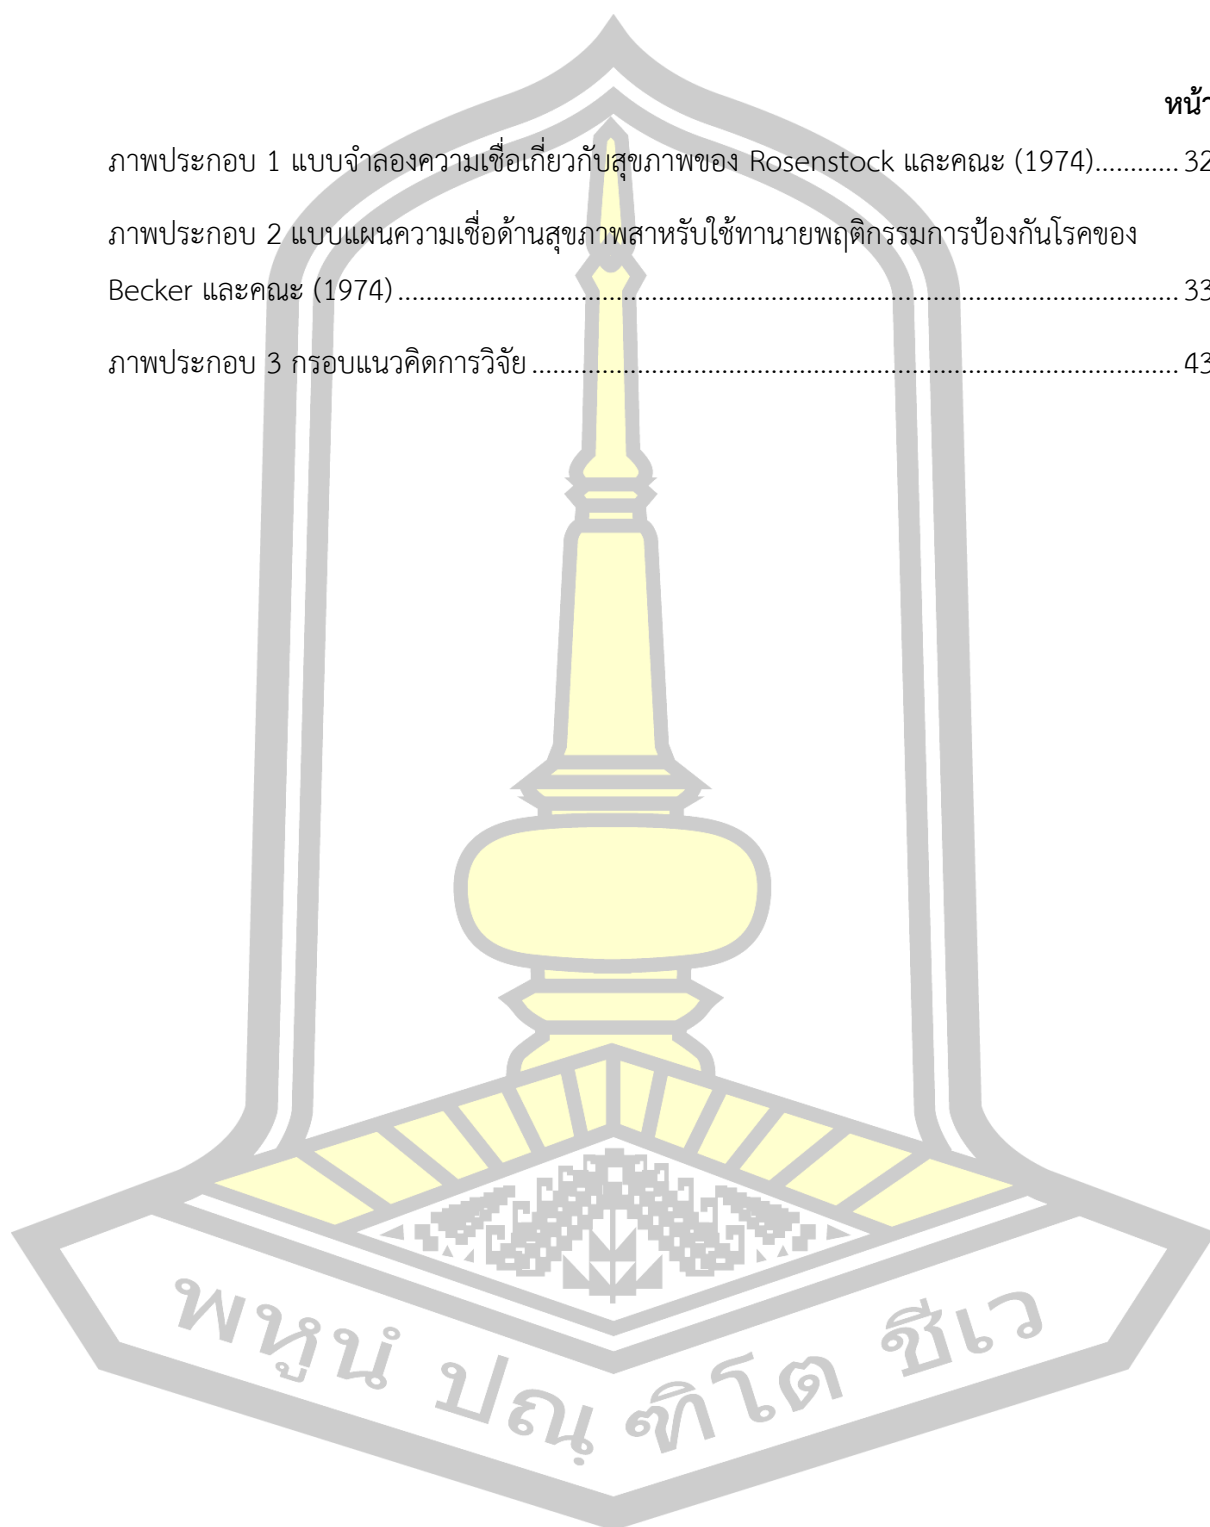 หน้า
ภาพประกอบ 1 แบบจำลองความเชื่อเกี่ยวกับสุขภาพของ Rosenstock และคณะ (1974)........... 32
ภาพประกอบ 2 แบบแผนความเชื่อด้านสุขภาพสาหรับใช้ทานายพฤติกรรมการป้องกันโรคของ
Becker และคณะ (1974) ............................................................................................................ 33
ภาพประกอบ 3 กรอบแนวคิดการวิจัย ........................................................................................... 43
พหูนํ ปณฺ ฑิโต ชีเว